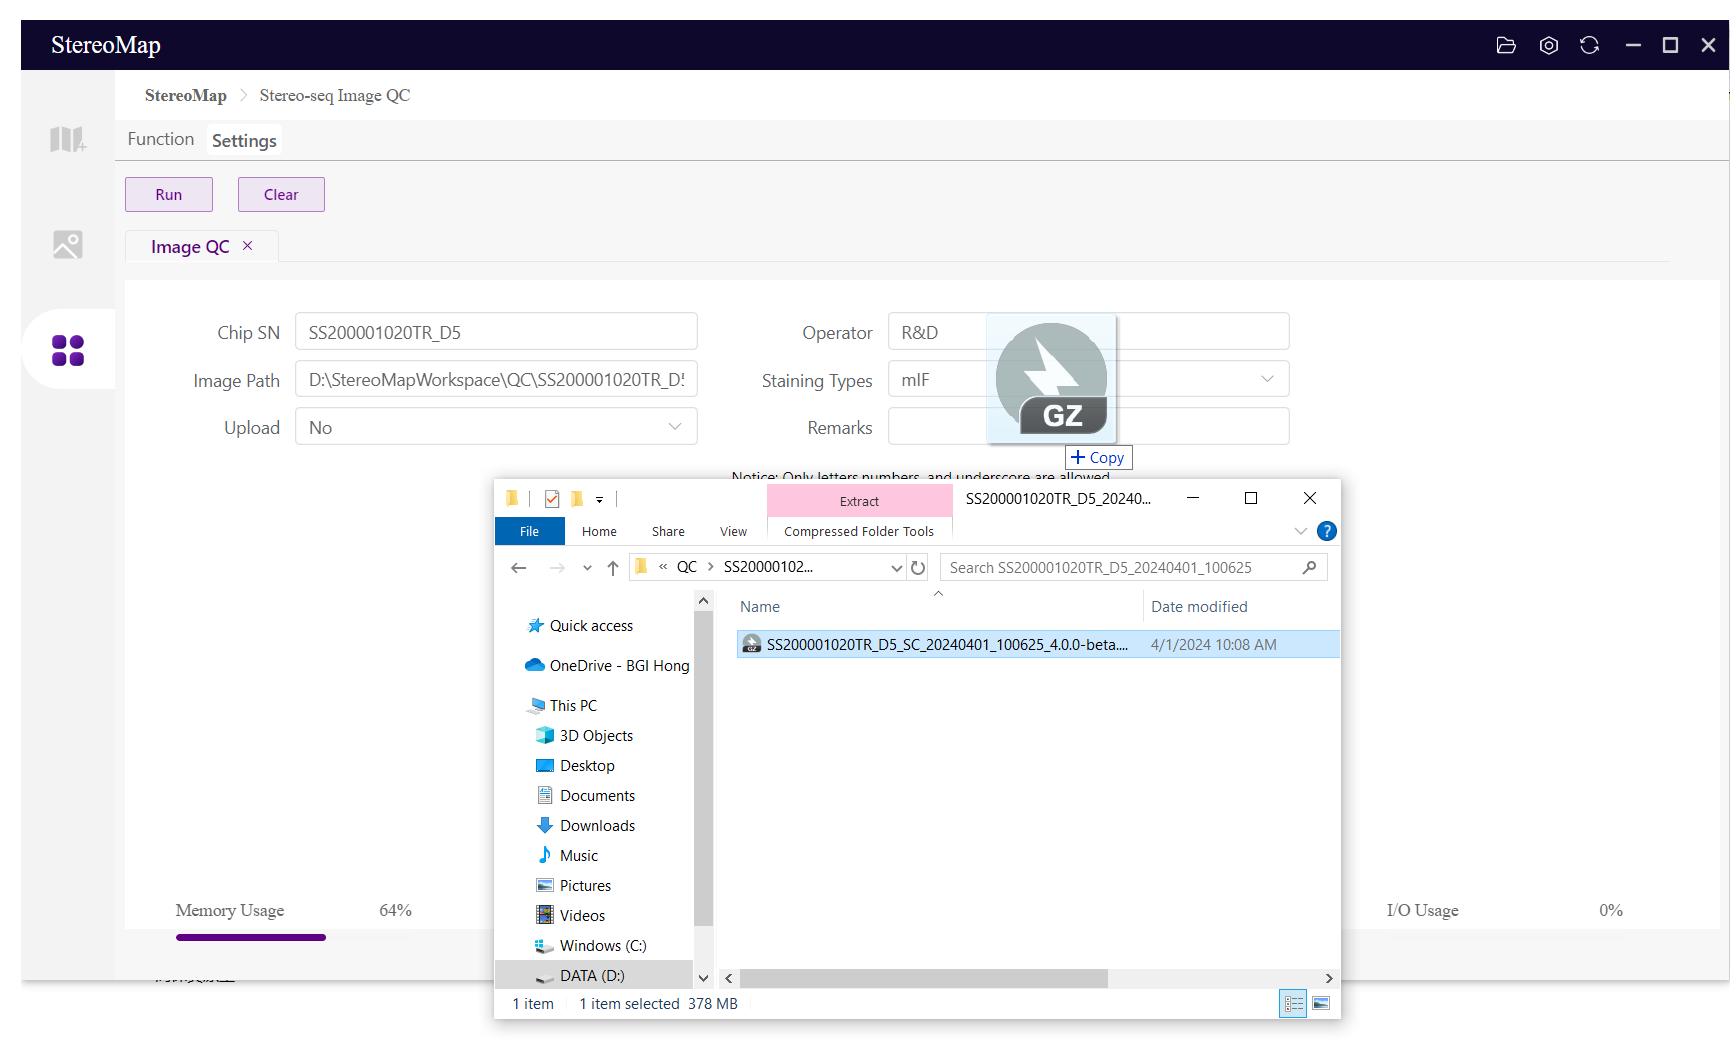 StereoMap
StereoMap > Stereo-seq Image QC
Function Settings
Run Clear
Image QC ×
Chip SN SS200001020TR_D5 Operator R&D
Image Path D:\StereoMapWorkspace\QC\SS200001020TR_D5 Staining Types mIF
Upload No Remarks
GZ
+ Copy
Notice: Only letters numbers, and underscore are allowed
Extract SS200001020TR_D5_20240...
File Home Share View Compressed Folder Tools ?
« QC > SS20000102... Search SS200001020TR_D5_20240401_100625
Name Date modified
SS200001020TR_D5_SC_20240401_100625_4.0.0-beta.... 4/1/2024 10:08 AM
Quick access
OneDrive - BGI Hong
This PC
3D Objects
Desktop
Documents
Downloads
Music
Pictures
Videos
Windows (C:)
DATA (D:)
Memory Usage 64% I/O Usage 0%
1 item 1 item selected 378 MB